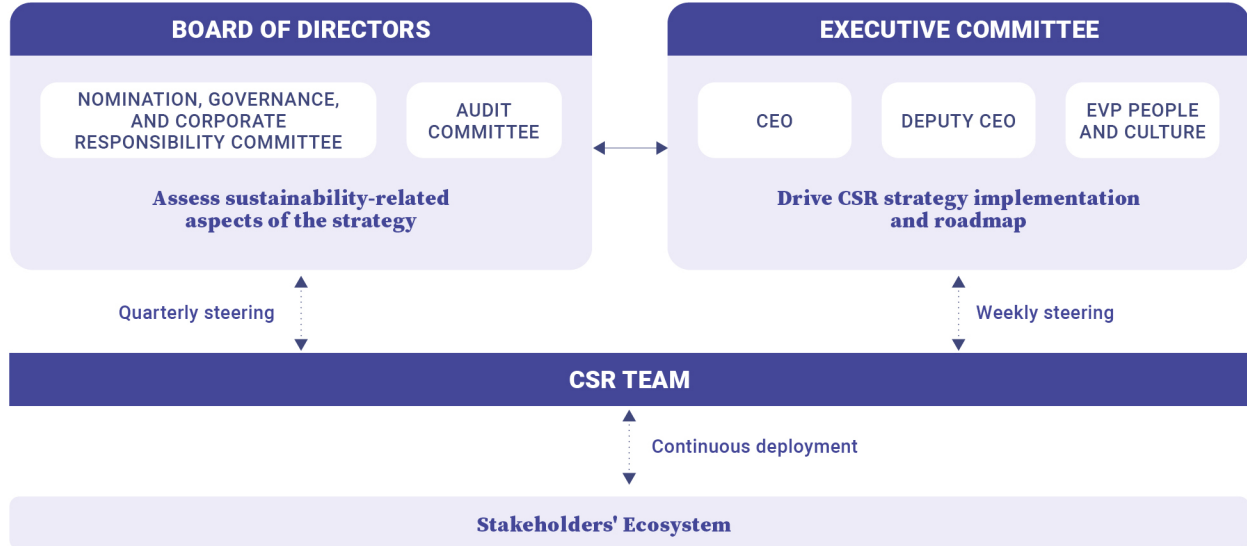 BOARD OF DIRECTORS
NOMINATION, GOVERNANCE,
AND CORPORATE
RESPONSIBILITY COMMITTEE
AUDIT
COMMITTEE
Assess sustainability-related
aspects of the strategy
EXECUTIVE COMMITTEE
CEO
DEPUTY CEO
EVP PEOPLE
AND CULTURE
Drive CSR strategy implementation
and roadmap
Quarterly steering
Weekly steering
CSR TEAM
Continuous deployment
Stakeholders' Ecosystem